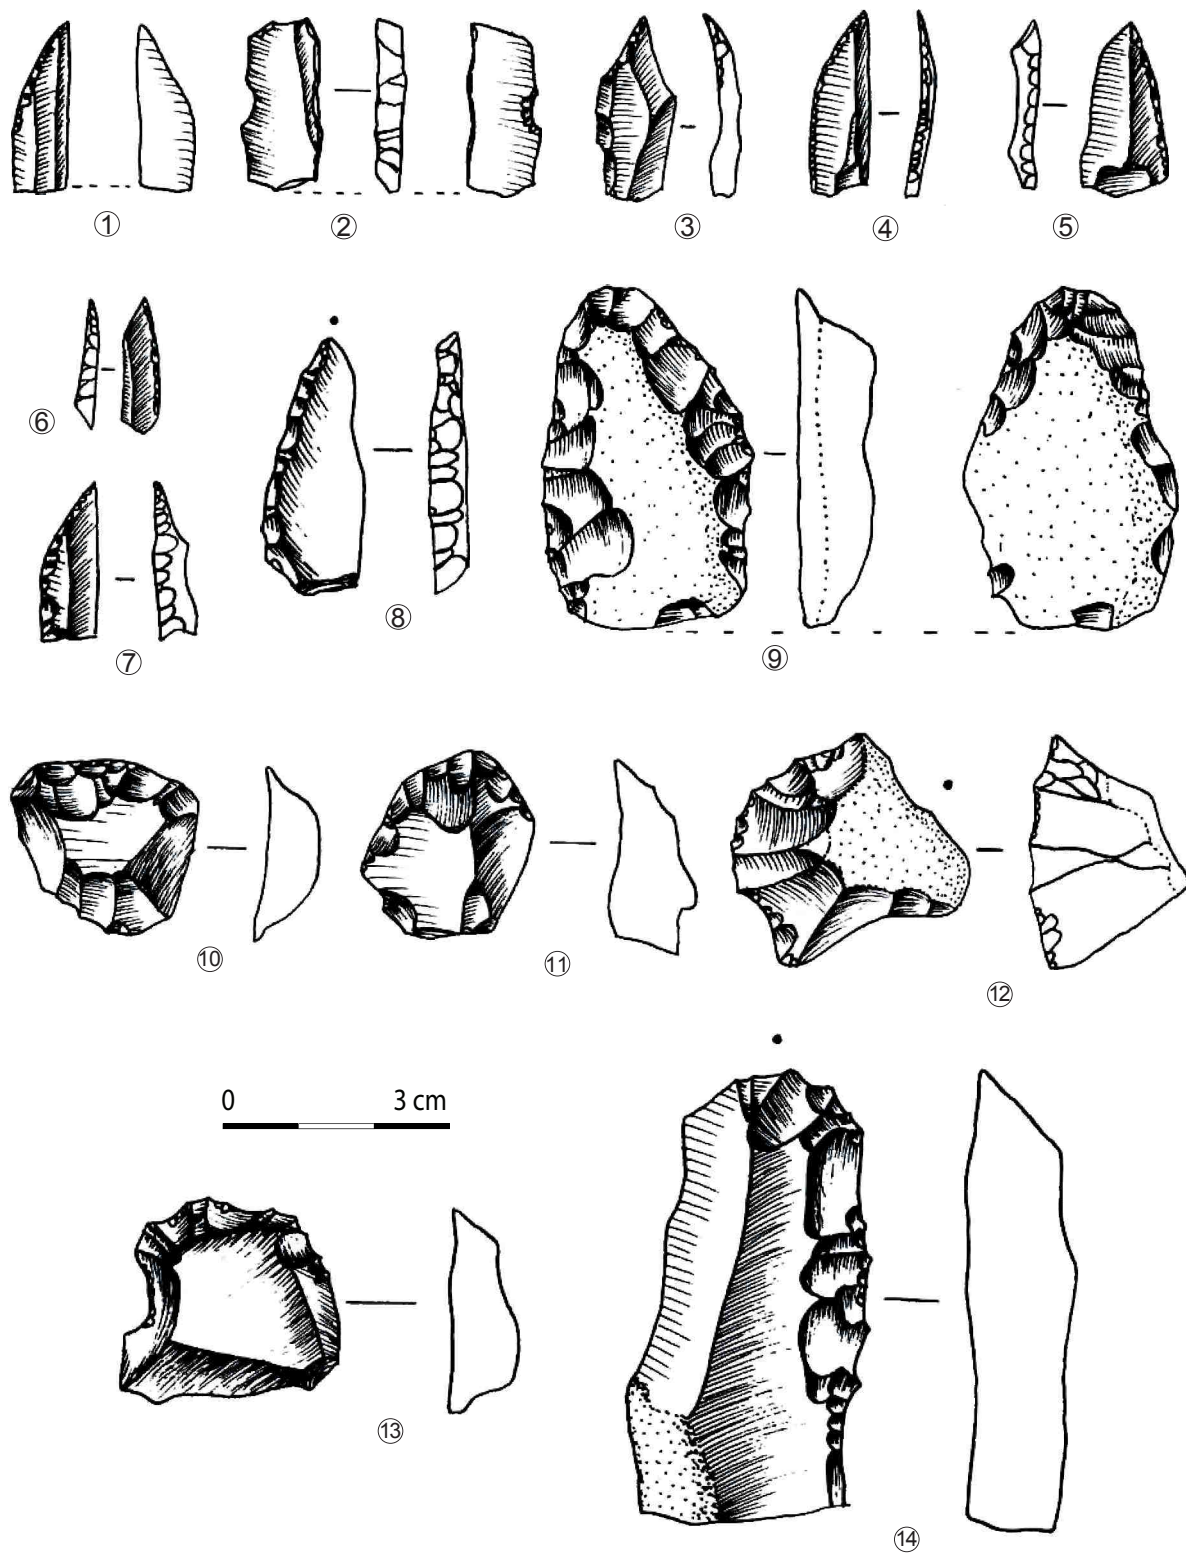 ① ② ③ ④ ⑤
⑥
⑦ ⑧ ⑨
⑩ ⑪ ⑫
0 3 cm
⑬ ⑭